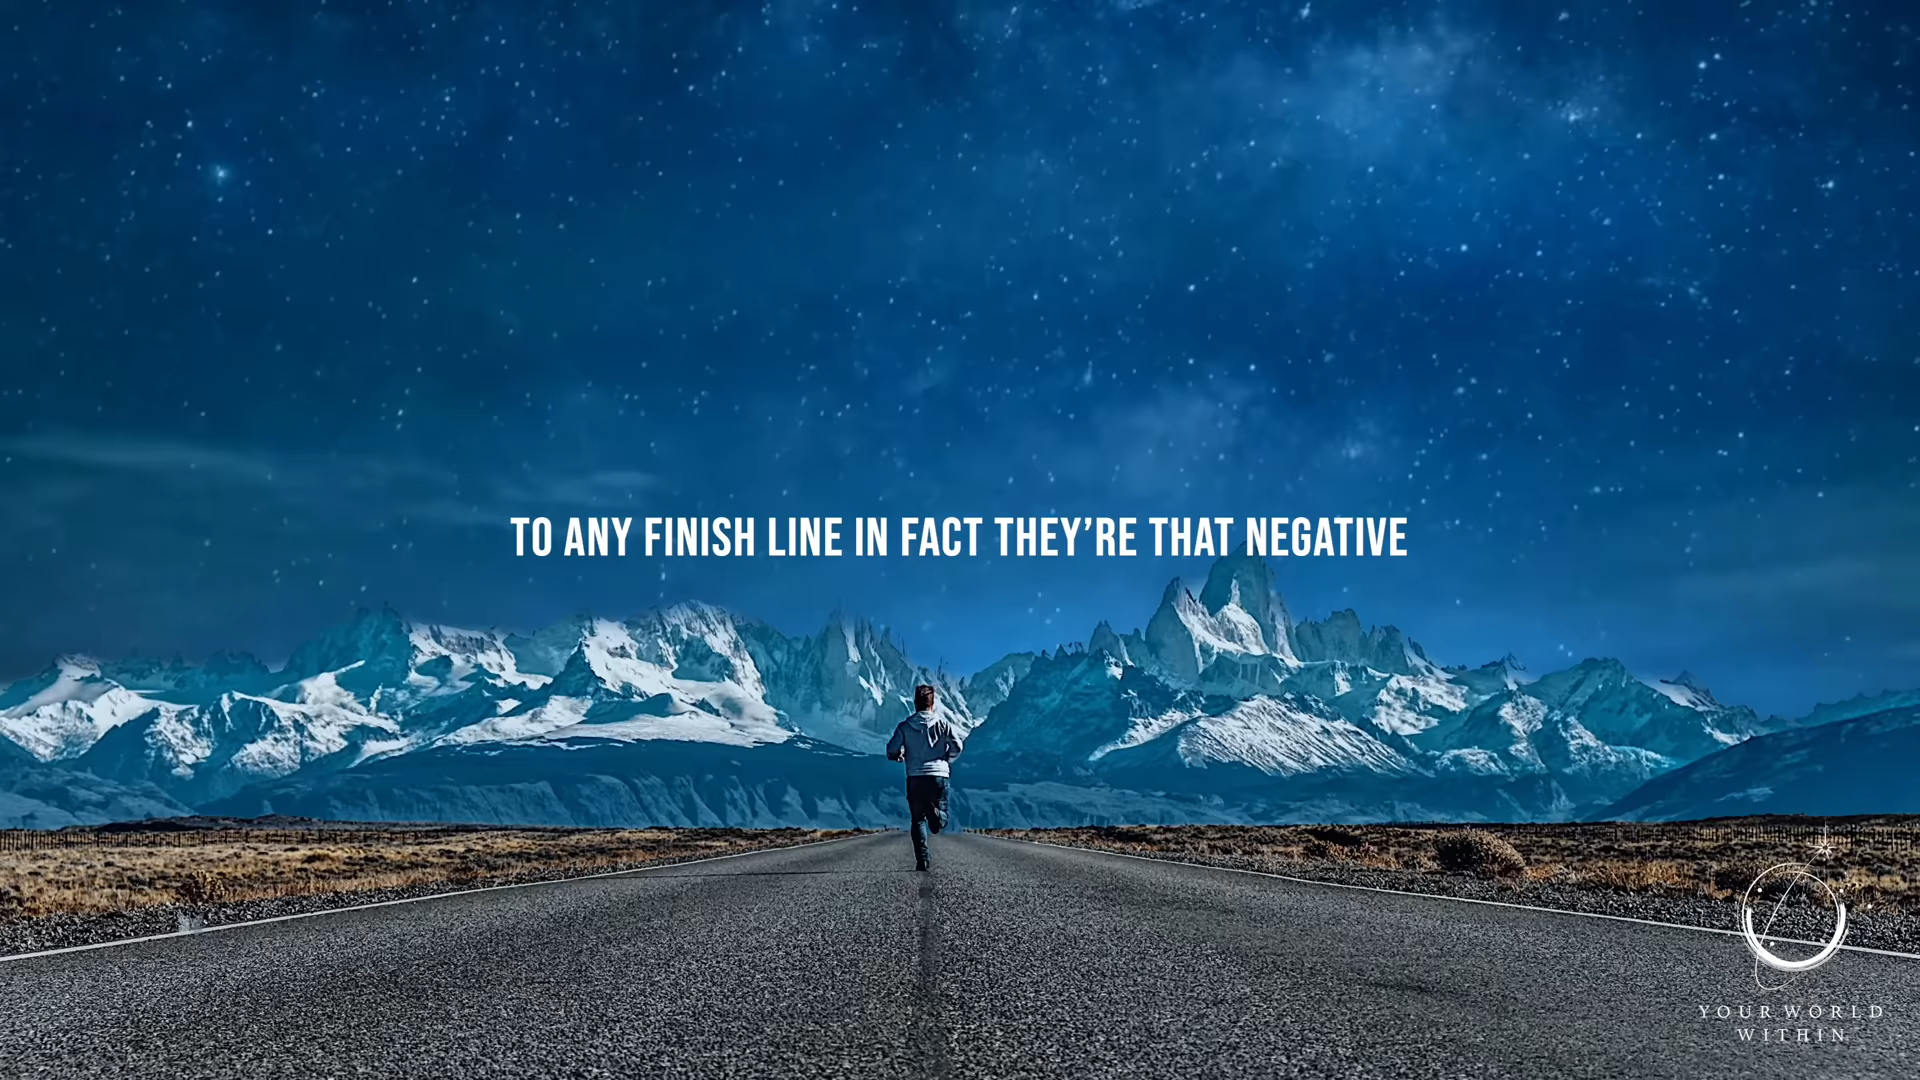 TO ANY FINISH LINE IN FACT THEY’RE THAT NEGATIVE
YOUR WORLD
WITHIN